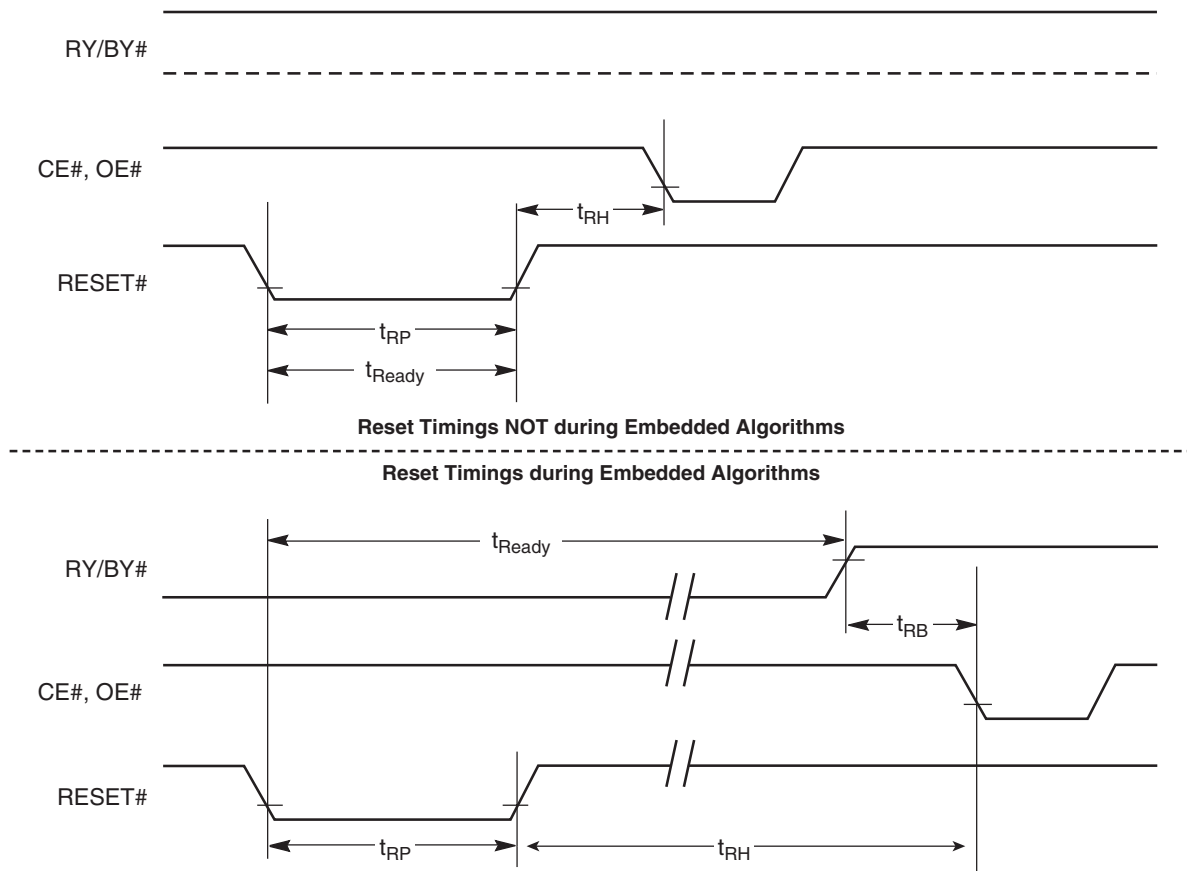 RY/BY#
CE#, OE#
tRH
RESET#
tRP
tReady
Reset Timings NOT during Embedded Algorithms
Reset Timings during Embedded Algorithms
tReady
RY/BY#
tRB
CE#, OE#
RESET#
tRP
tRH